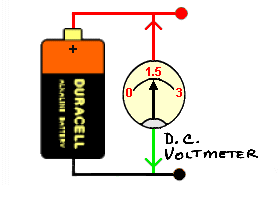 +
DURACELL
ALKALINE BATTERY
1.5
0 3
D.C.
VOLTMETER